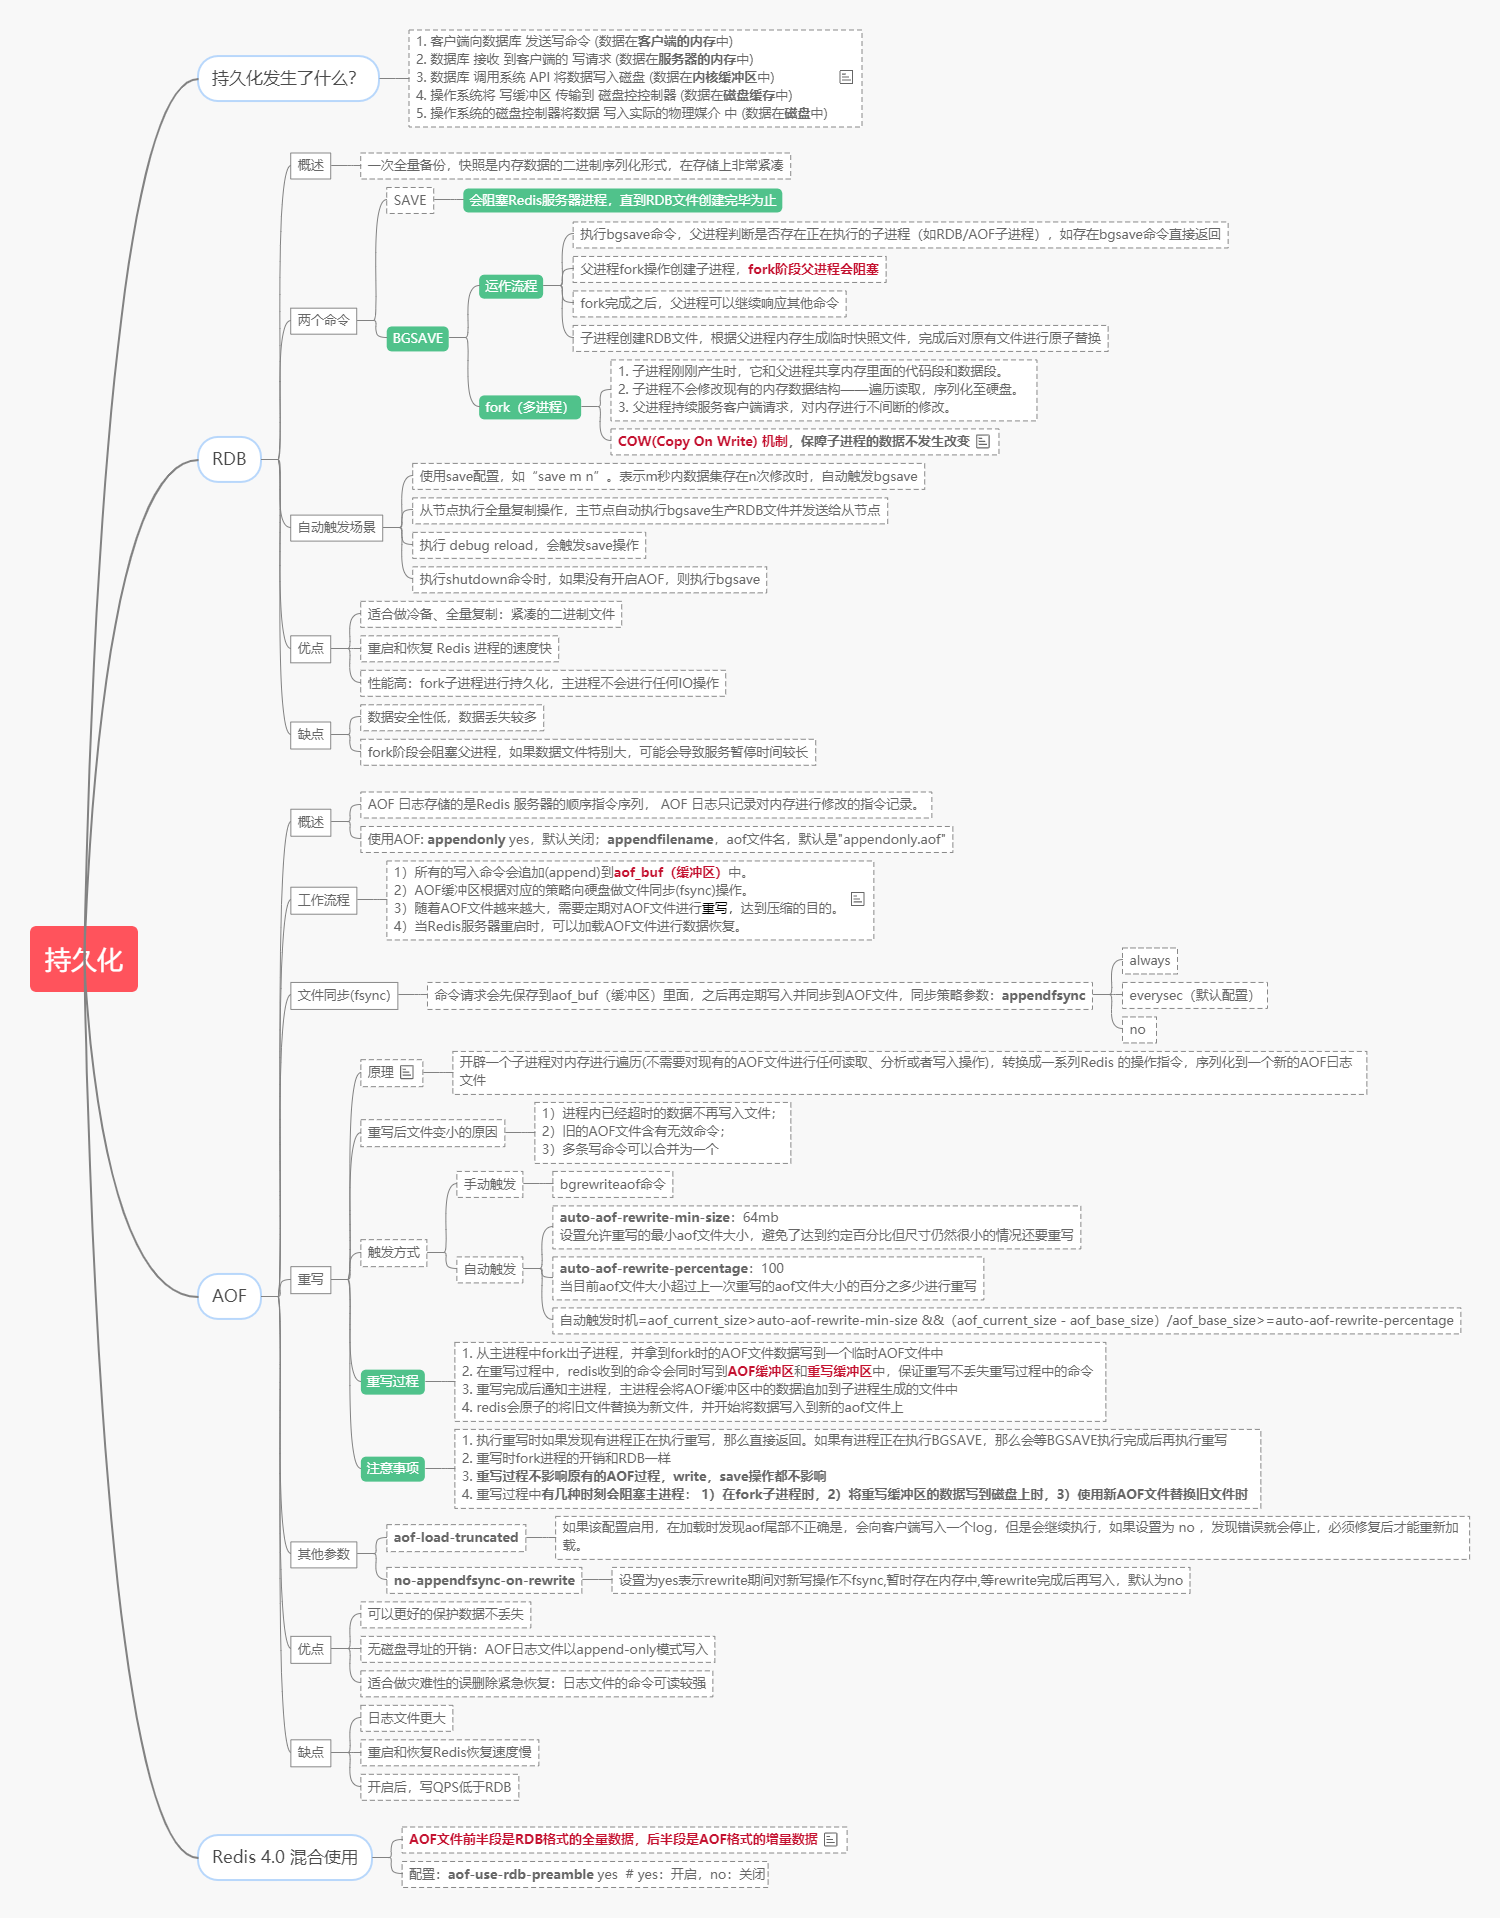 持久化
持久化发生了什么？
1. 客户端向数据库 发送写命令 (数据在客户端的内存中)
2. 数据库 接收 到客户端的 写请求 (数据在服务器的内存中)
3. 数据库 调用系统 API 将数据写入磁盘 (数据在内核缓冲区中)
4. 操作系统将 写缓冲区 传输到 磁盘控控制器 (数据在磁盘缓存中)
5. 操作系统的磁盘控制器将数据 写入实际的物理媒介 中 (数据在磁盘中)
RDB
概述
一次全量备份，快照是内存数据的二进制序列化形式，在存储上非常紧凑
两个命令
SAVE
会阻塞Redis服务器进程，直到RDB文件创建完毕为止
BGSAVE
运作流程
执行bgsave命令，父进程判断是否存在正在执行的子进程（如RDB/AOF子进程），如存在bgsave命令直接返回
父进程fork操作创建子进程，fork阶段父进程会阻塞
fork完成之后，父进程可以继续响应其他命令
子进程创建RDB文件，根据父进程内存生成临时快照文件，完成后对原有文件进行原子替换
fork（多进程）
1. 子进程刚刚产生时，它和父进程共享内存里面的代码段和数据段。
2. 子进程不会修改现有的内存数据结构——遍历读取，序列化至硬盘。
3. 父进程持续服务客户端请求，对内存进行不间断的修改。
COW(Copy On Write) 机制，保障子进程的数据不发生改变
自动触发场景
使用save配置，如“save m n”。表示m秒内数据集存在n次修改时，自动触发bgsave
从节点执行全量复制操作，主节点自动执行bgsave生产RDB文件并发送给从节点
执行 debug reload，会触发save操作
执行shutdown命令时，如果没有开启AOF，则执行bgsave
优点
适合做冷备、全量复制：紧凑的二进制文件
重启和恢复 Redis 进程的速度快
性能高：fork子进程进行持久化，主进程不会进行任何IO操作
缺点
数据安全性低，数据丢失较多
fork阶段会阻塞父进程，如果数据文件特别大，可能会导致服务暂停时间较长
AOF
概述
AOF 日志存储的是Redis 服务器的顺序指令序列， AOF 日志只记录对内存进行修改的指令记录。
使用AOF: appendonly yes，默认关闭；appendfilename，aof文件名，默认是"appendonly.aof"
工作流程
1）所有的写入命令会追加(append)到aof_buf（缓冲区）中。
2）AOF缓冲区根据对应的策略向硬盘做文件同步(fsync)操作。
3）随着AOF文件越来越大，需要定期对AOF文件进行重写，达到压缩的目的。
4）当Redis服务器重启时，可以加载AOF文件进行数据恢复。
文件同步(fsync)
命令请求会先保存到aof_buf（缓冲区）里面，之后再定期写入并同步到AOF文件，同步策略参数：appendfsync
always
everysec（默认配置）
no
重写
原理
开辟一个子进程对内存进行遍历(不需要对现有的AOF文件进行任何读取、分析或者写入操作)，转换成一系列Redis 的操作指令，序列化到一个新的AOF日志
文件
重写后文件变小的原因
1）进程内已经超时的数据不再写入文件；
2）旧的AOF文件含有无效命令；
3）多条写命令可以合并为一个
触发方式
手动触发
bgrewriteaof命令
自动触发
auto-aof-rewrite-min-size：64mb
设置允许重写的最小aof文件大小，避免了达到约定百分比但尺寸仍然很小的情况还要重写
auto-aof-rewrite-percentage：100
当目前aof文件大小超过上一次重写的aof文件大小的百分之多少进行重写
自动触发时机=aof_current_size>auto-aof-rewrite-min-size &&（aof_current_size - aof_base_size）/aof_base_size>=auto-aof-rewrite-percentage
重写过程
1. 从主进程中fork出子进程，并拿到fork时的AOF文件数据写到一个临时AOF文件中
2. 在重写过程中，redis收到的命令会同时写到AOF缓冲区和重写缓冲区中，保证重写不丢失重写过程中的命令
3. 重写完成后通知主进程，主进程会将AOF缓冲区中的数据追加到子进程生成的文件中
4. redis会原子的将旧文件替换为新文件，并开始将数据写入到新的aof文件上
注意事项
1. 执行重写时如果发现有进程正在执行重写，那么直接返回。如果有进程正在执行BGSAVE，那么会等BGSAVE执行完成后再执行重写
2. 重写时fork进程的开销和RDB一样
3. 重写过程不影响原有的AOF过程，write，save操作都不影响
4. 重写过程中有几种时刻会阻塞主进程： 1）在fork子进程时，2）将重写缓冲区的数据写到磁盘上时，3）使用新AOF文件替换旧文件时
其他参数
aof-load-truncated
如果该配置启用，在加载时发现aof尾部不正确是，会向客户端写入一个log，但是会继续执行，如果设置为 no ，发现错误就会停止，必须修复后才能重新加
载。
no-appendfsync-on-rewrite
设置为yes表示rewrite期间对新写操作不fsync,暂时存在内存中,等rewrite完成后再写入，默认为no
优点
可以更好的保护数据不丢失
无磁盘寻址的开销：AOF日志文件以append-only模式写入
适合做灾难性的误删除紧急恢复：日志文件的命令可读较强
缺点
日志文件更大
重启和恢复Redis恢复速度慢
开启后，写QPS低于RDB
Redis 4.0 混合使用
AOF文件前半段是RDB格式的全量数据，后半段是AOF格式的增量数据
配置：aof-use-rdb-preamble yes  # yes：开启，no：关闭